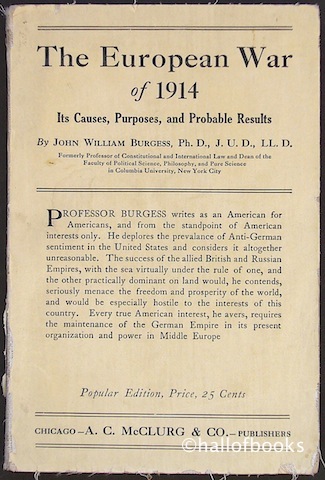 The European War
of 1914
Its Causes, Purposes, and Probable Results
By JOHN WILLIAM BURGESS, Ph. D., J. U. D., LL. D.
Formerly Professor of Constitutional and International Law and Dean of the
Faculty of Political Science, Philosophy, and Pure Science
in Columbia University, New York City
PROFESSOR BURGESS writes as an American for
Americans, and from the standpoint of American
interests only. He deplores the prevalance of Anti-German
sentiment in the United States and considers it altogether
unreasonable. The success of the allied British and Russian
Empires, with the sea virtually under the rule of one, and
the other practically dominant on land would, he contends,
seriously menace the freedom and prosperity of the world,
and would be especially hostile to the interests of this
country. Every true American interest, he avers, requires
the maintenance of the German Empire in its present
organization and power in Middle Europe
Popular Edition, Price, 25 Cents
CHICAGO—A. C. McCLURG & CO.—PUBLISHERS
©hallofbooks